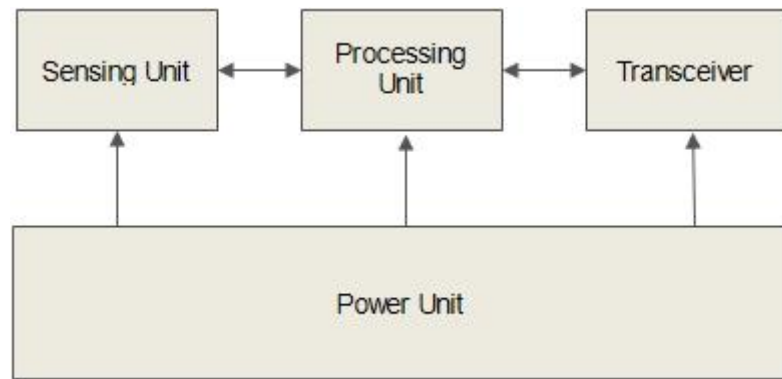 Sensing Unit
Processing
Unit
Transceiver
Power Unit